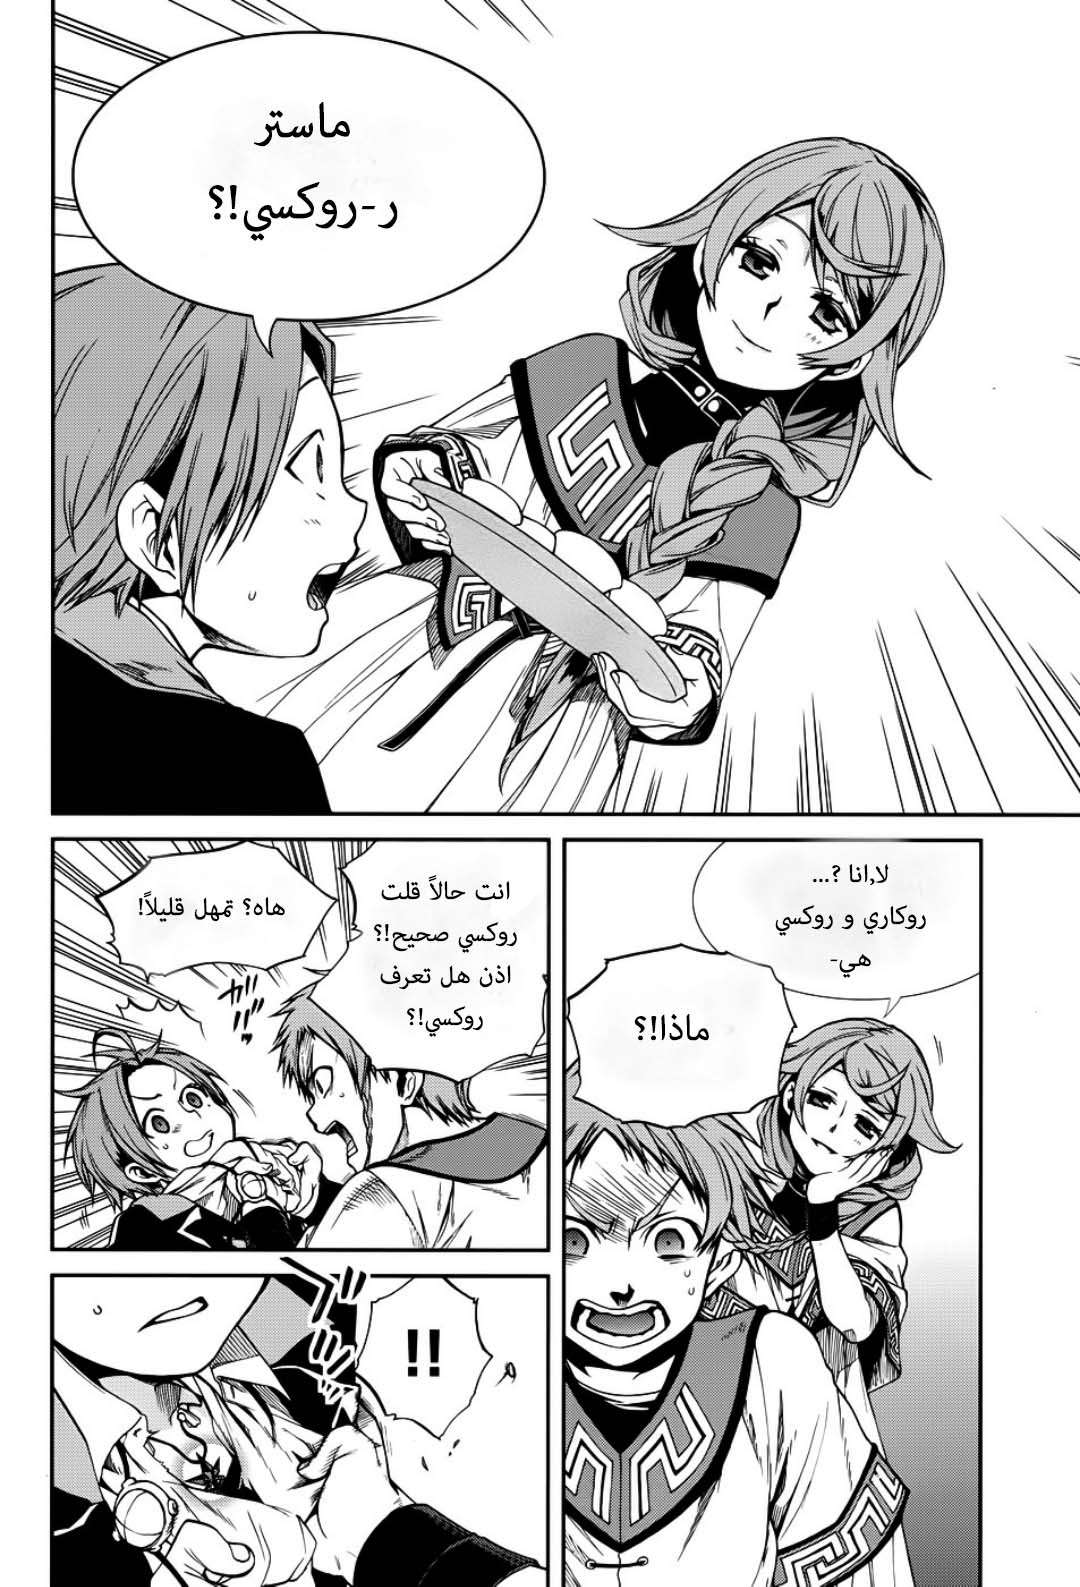 ماستر
ر-روكسي!؟
لا,انا ?...
روكاري و روكسي
هي-
ماذا!؟
انت حالاً قلت
روكسي صحيح!؟
اذن هل تعرف
روكسي!؟
هاه؟ تمهل قليلاً!
!!